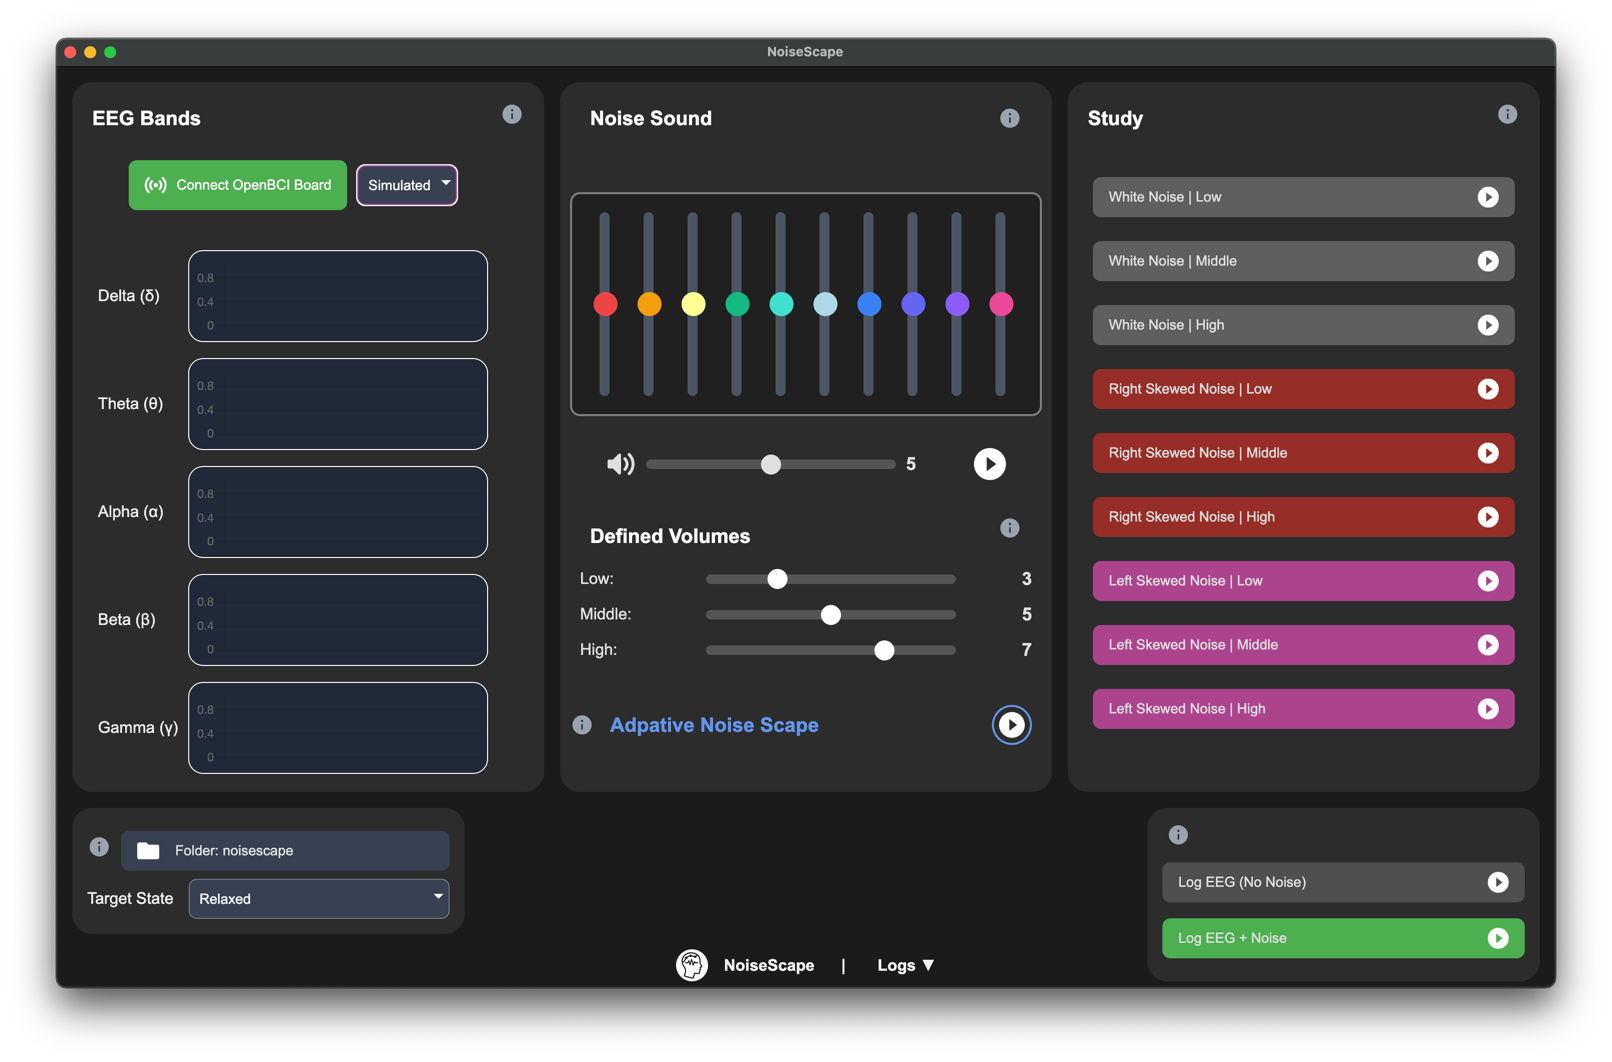 NoiseScape
EEG Bands
Connect OpenBCI Board
Simulated
Delta (δ)
0.8
0.4
0
Theta (θ)
0.8
0.4
0
Alpha (α)
0.8
0.4
0
Beta (β)
0.8
0.4
0
Gamma (γ)
0.8
0.4
0
Noise Sound
5
Defined Volumes
Low: 3
Middle: 5
High: 7
Adpative Noise Scape
Study
White Noise | Low
White Noise | Middle
White Noise | High
Right Skewed Noise | Low
Right Skewed Noise | Middle
Right Skewed Noise | High
Left Skewed Noise | Low
Left Skewed Noise | Middle
Left Skewed Noise | High
Folder: noisescape
Target State Relaxed
Log EEG (No Noise)
Log EEG + Noise
NoiseScape | Logs ▼